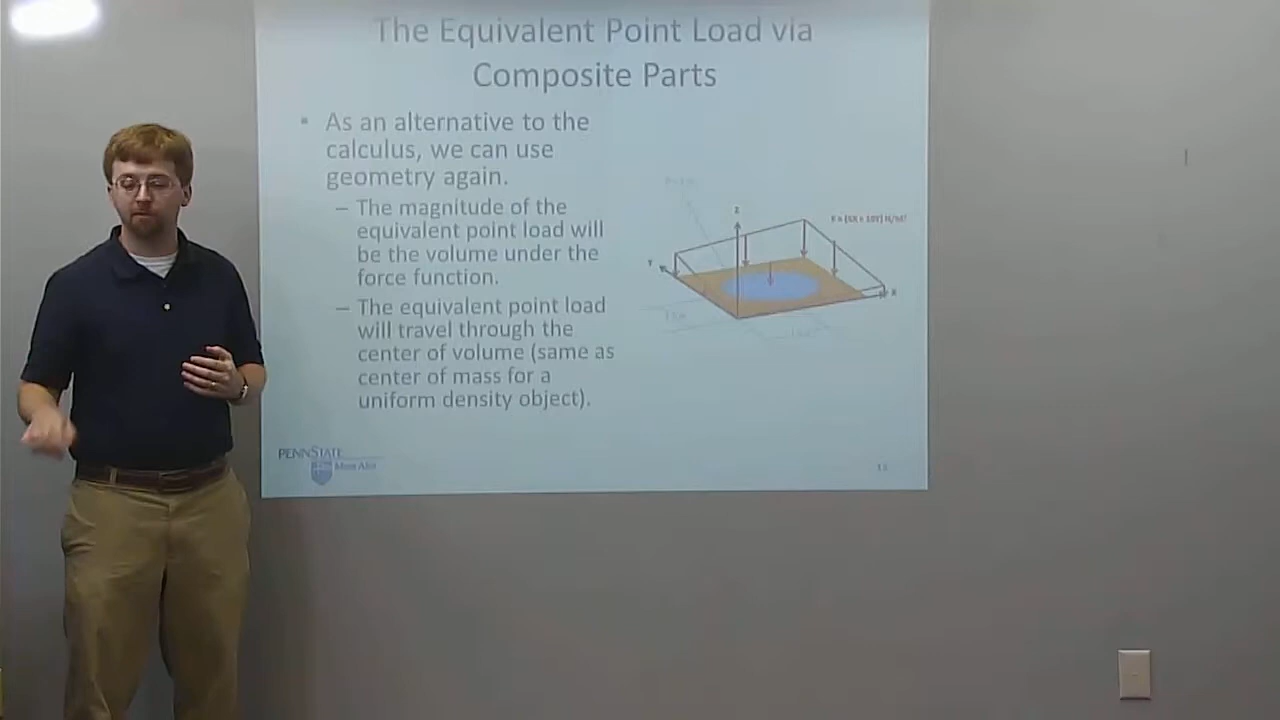 The Equivalent Point Load via
Composite Parts
• As an alternative to the
calculus, we can use
geometry again.
– The magnitude of the
equivalent point load will
be the volume under the
force function.
– The equivalent point load
will travel through the
center of volume (same as
center of mass for a
uniform density object).
Z
Y
X
PENNSTATE
Mont Alto